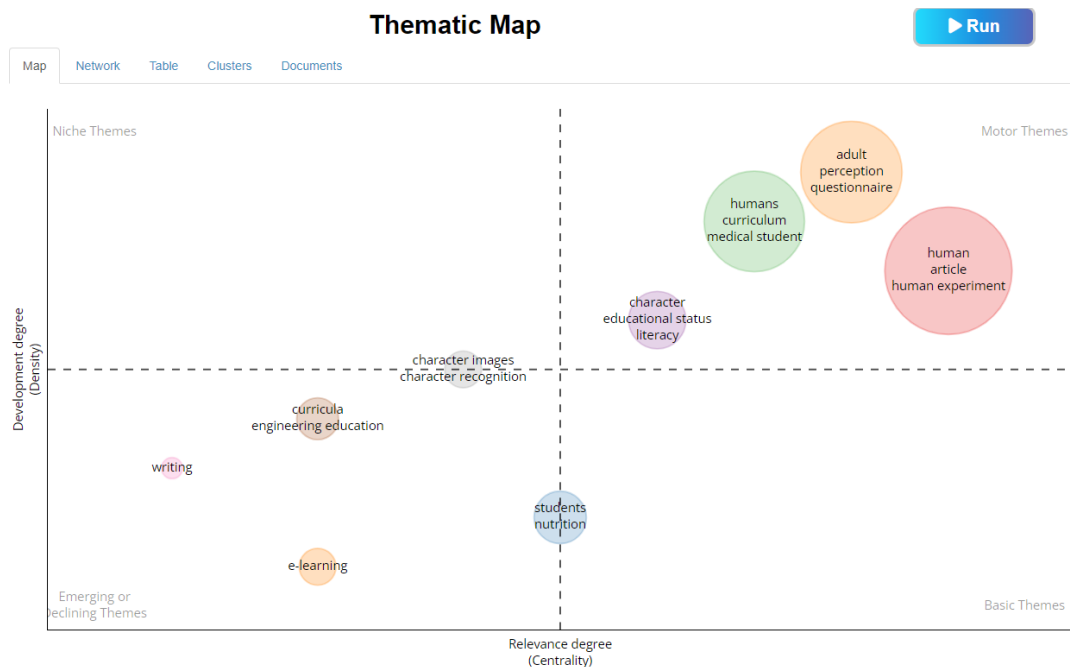 Thematic Map
Run
Map
Network
Table
Clusters
Documents
Niche Themes
Motor Themes
adult
perception
questionnaire
humans
curriculum
medical student
human
article
human experiment
character
educational status
literacy
character images
character recognition
curricula
engineering education
writing
students
nutrition
e-learning
Emerging or
Declining Themes
Basic Themes
Development degree
(Density)
Relevance degree
(Centrality)